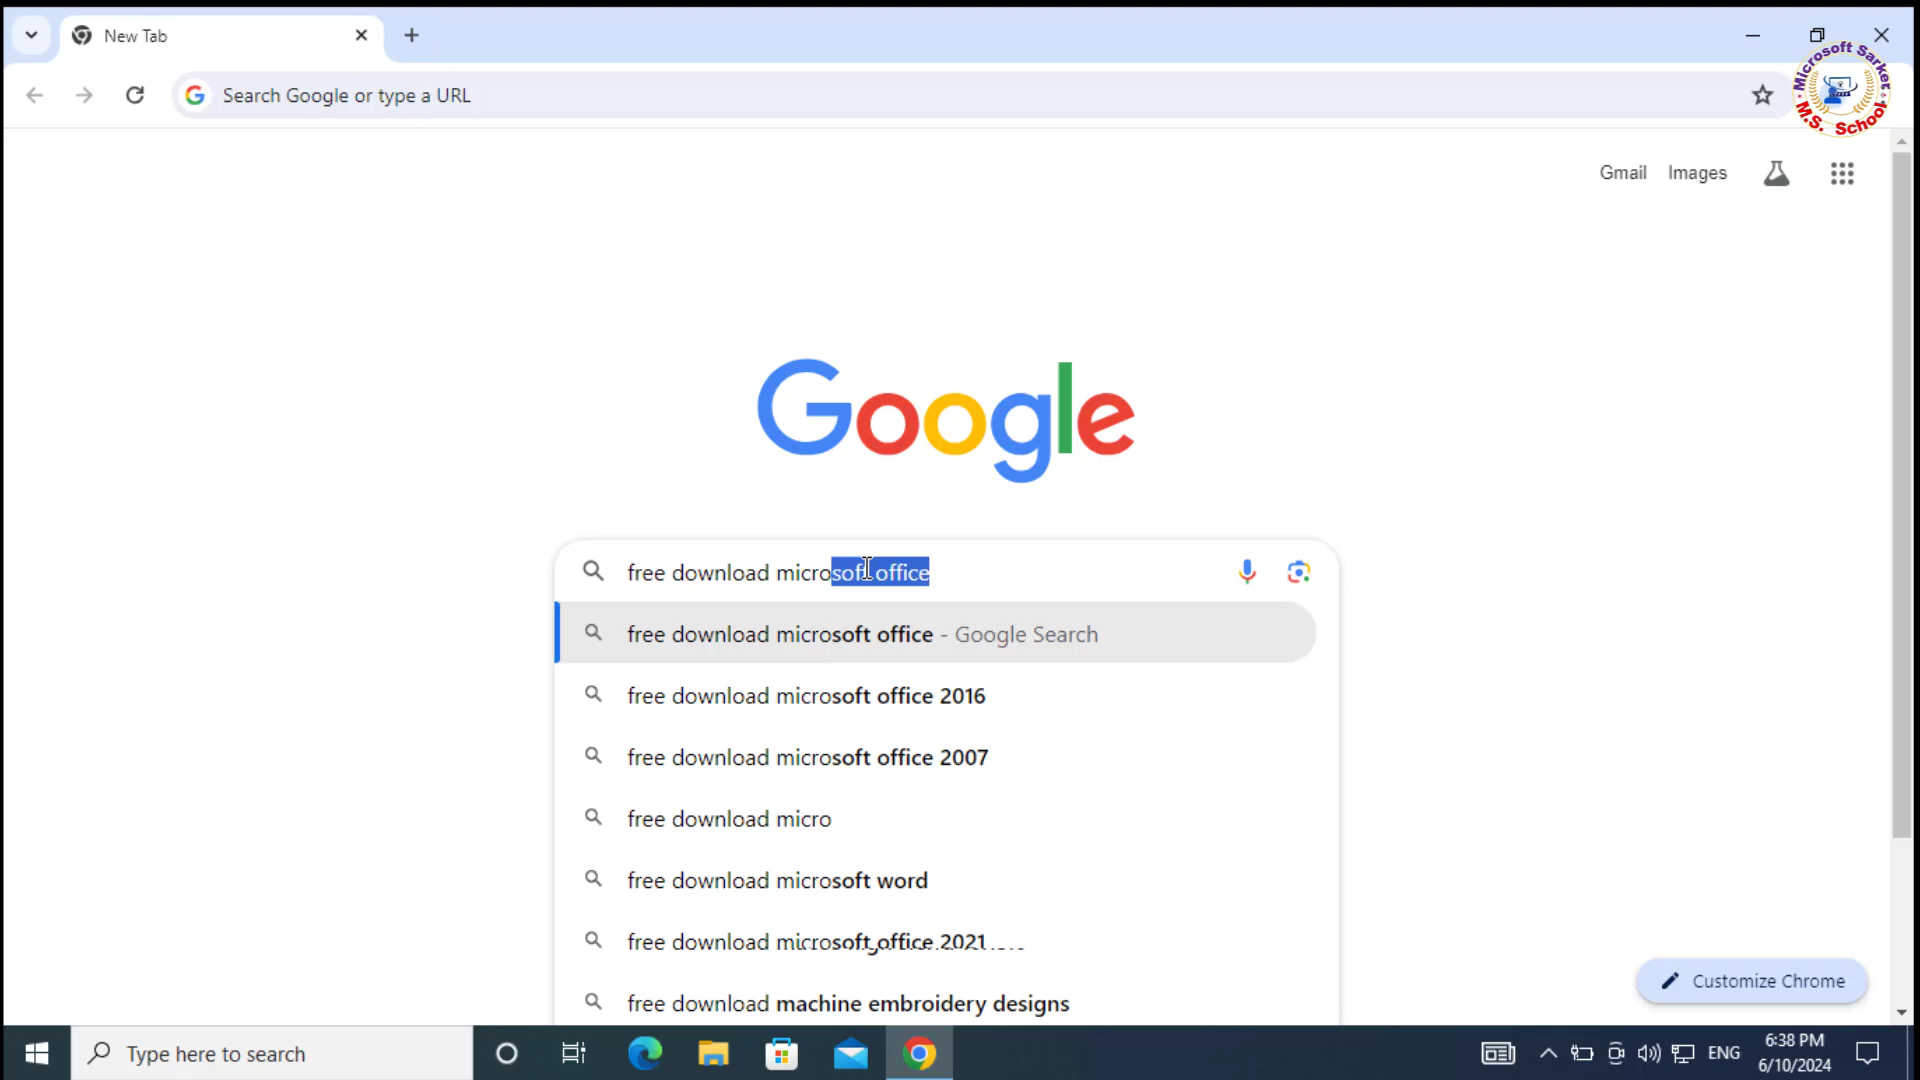 New Tab
Search Google or type a URL
Microsoft Sarker
M.S. School
Gmail Images
Google
free download microsoft office
free download microsoft office - Google Search
free download microsoft office 2016
free download microsoft office 2007
free download micro
free download microsoft word
free download microsoft office 2021
free download machine embroidery designs
Customize Chrome
Type here to search
ENG
6:38 PM
6/10/2024